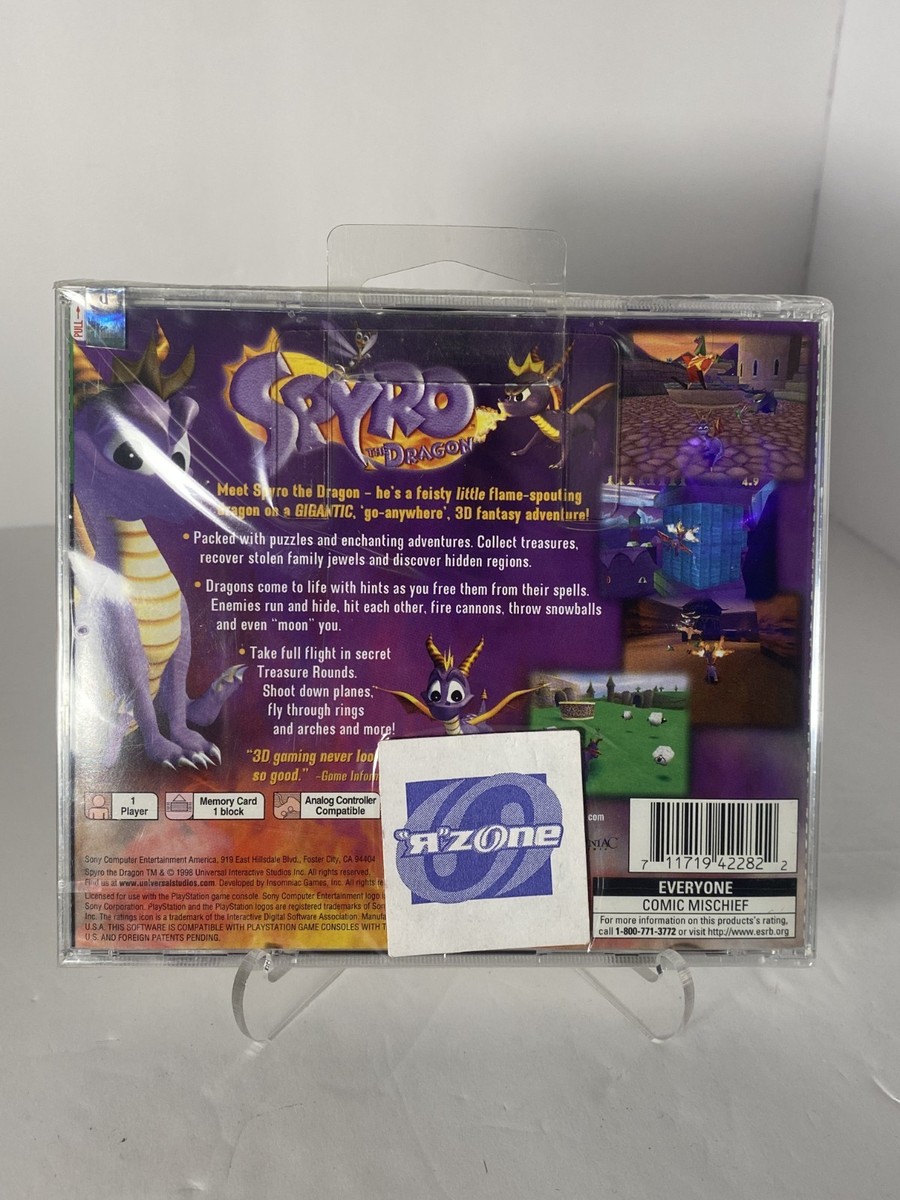 PULL→
SPYRO
THE DRAGON
Meet Spyro the Dragon – he's a feisty little flame-spouting
dragon on a GIGANTIC, 'go-anywhere', 3D fantasy adventure!
• Packed with puzzles and enchanting adventures. Collect treasures,
recover stolen family jewels and discover hidden regions.
• Dragons come to life with hints as you free them from their spells.
Enemies run and hide, hit each other, fire cannons, throw snowballs
and even "moon" you.
• Take full flight in secret
Treasure Rounds.
Shoot down planes,
fly through rings
and arches and more!
"3D gaming never loo
so good." –Game Inform
4.9
1
Player
Memory Card
1 block
Analog Controller
Compatible
"Я"ZONE
com
NIAC
7 11719 42282 2
EVERYONE
COMIC MISCHIEF
For more information on this products's rating,
call 1-800-771-3772 or visit http://www.esrb.org
Sony Computer Entertainment America, 919 East Hillsdale Blvd., Foster City, CA 94404
Spyro the Dragon TM & © 1998 Universal Interactive Studios Inc. All rights reserved.
Find us at www.universalstudios.com. Developed by Insomniac Games, Inc. All rights re
Licensed for use with the PlayStation game console. Sony Computer Entertainment logo i
Sony Corporation. PlayStation and the PlayStation logos are registered trademarks of Son
Inc. The ratings icon is a trademark of the Interactive Digital Software Association. Manufa
U.S.A. THIS SOFTWARE IS COMPATIBLE WITH PLAYSTATION GAME CONSOLES WITH T
U.S. AND FOREIGN PATENTS PENDING.